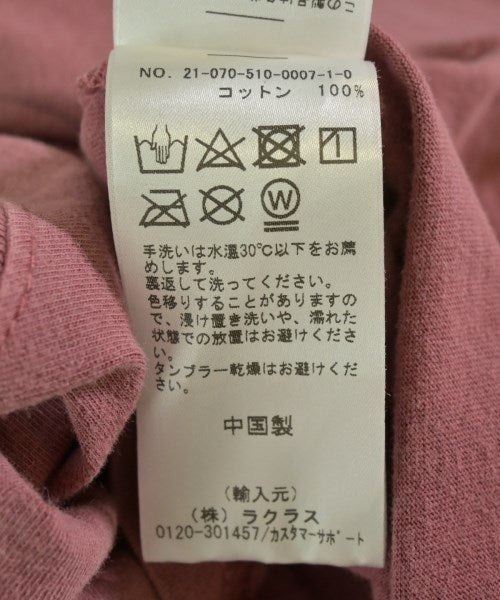 NO. 21-070-510-0007-1-0
コットン 100%
W
手洗いは水温30℃以下をお薦
めします。
裏返して洗ってください。
色移りすることがありますの
で、浸け置き洗いや、濡れた
状態での放置はお避けくださ
い。
タンブラー乾燥はお避けくだ
さい。
中国製
(輸入元)
(株) ラクラス
0120-301457/カスタマーサポート